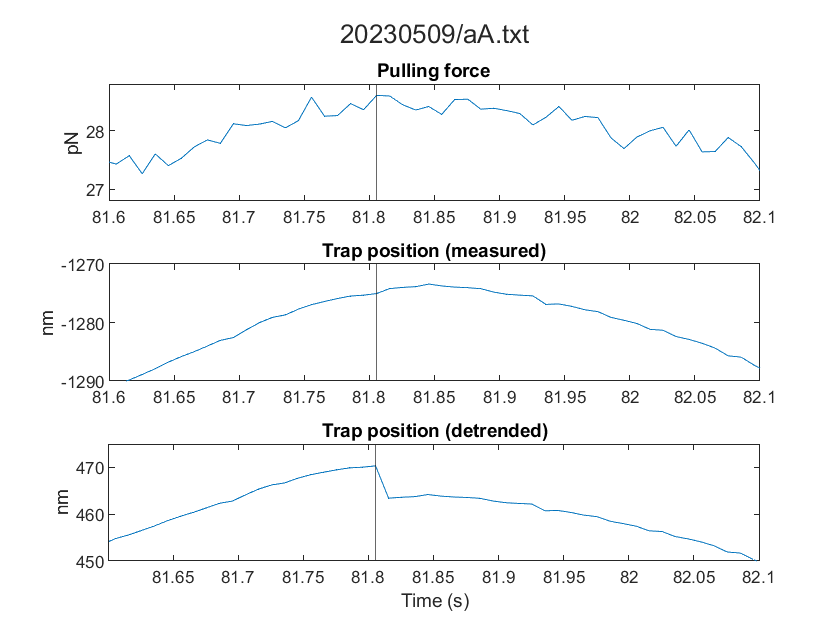 20230509/aA.txt
Pulling force
pN
28
27
81.6 81.65 81.7 81.75 81.8 81.85 81.9 81.95 82 82.05 82.1
Trap position (measured)
nm
-1270
-1280
-1290
81.6 81.65 81.7 81.75 81.8 81.85 81.9 81.95 82 82.05 82.1
Trap position (detrended)
nm
470
460
450
81.65 81.7 81.75 81.8 81.85 81.9 81.95 82 82.05 82.1
Time (s)